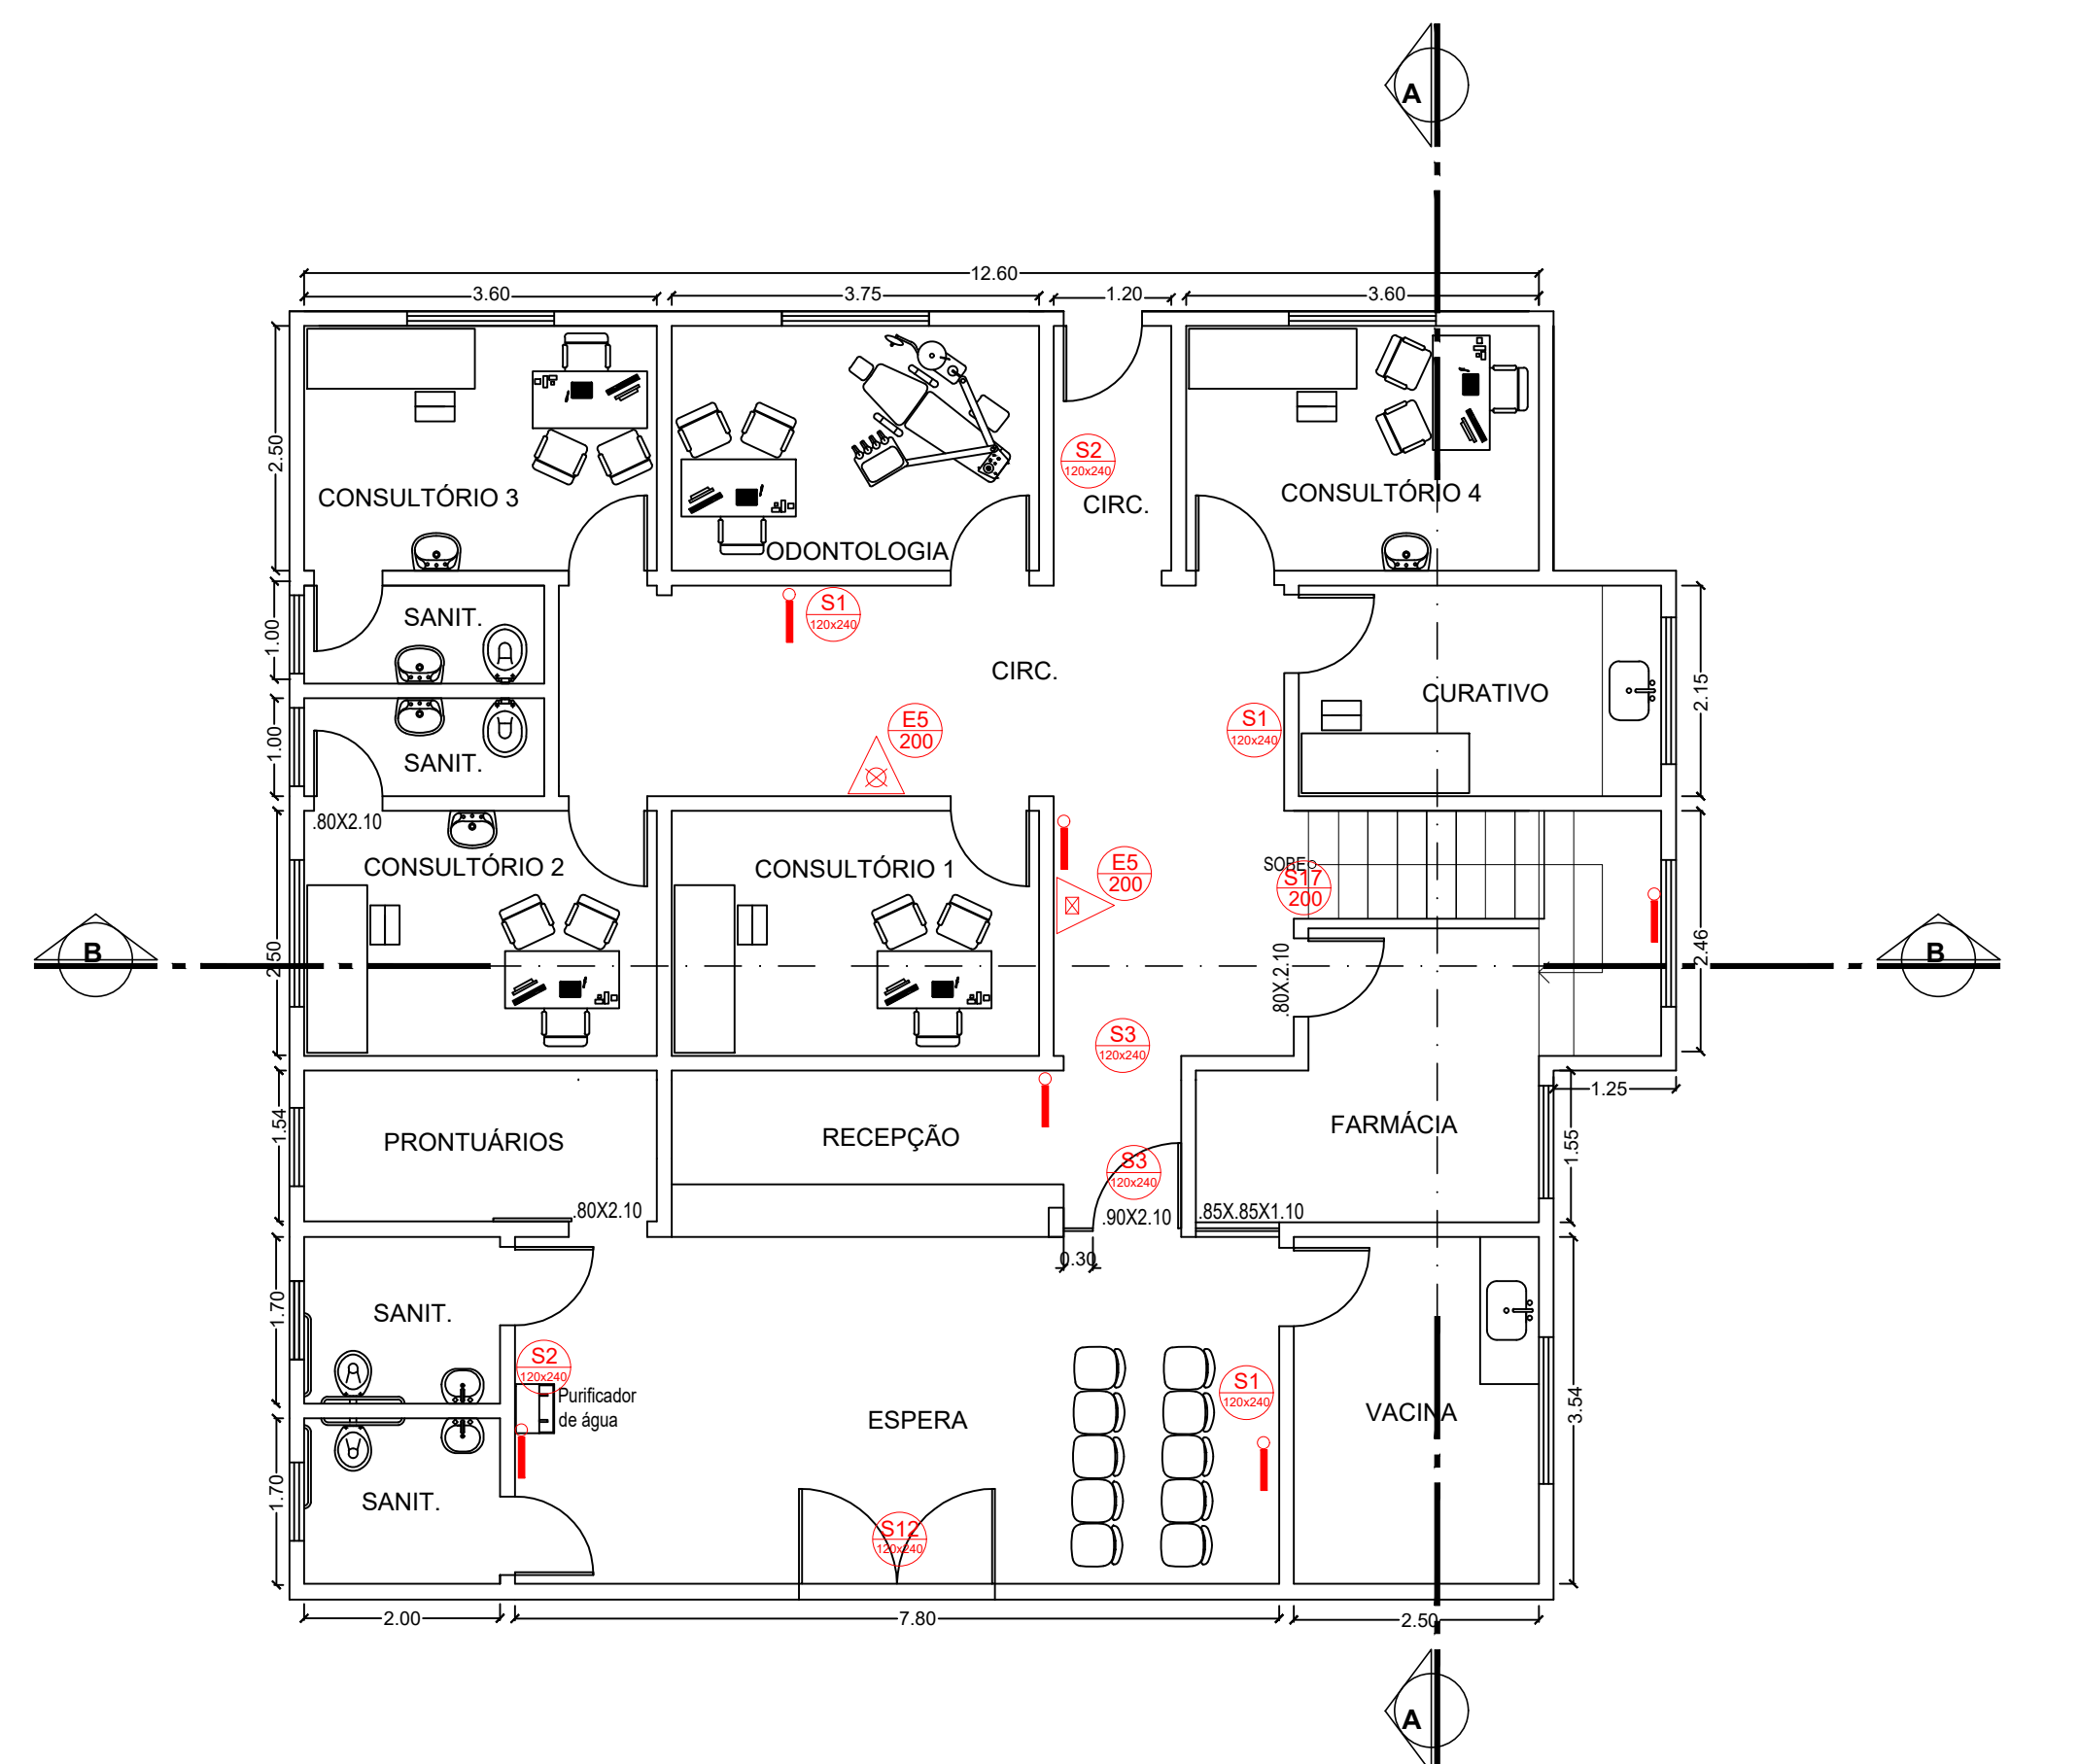 A
12.60
3.60
3.75
1.20
3.60
2.50
CONSULTÓRIO 3
ODONTOLOGIA
S2
120x240
CIRC.
CONSULTÓRIO 4
1.00
SANIT.
S1
120x240
CIRC.
CURATIVO
2.15
1.00
SANIT.
E5
200
S1
120x240
.80X2.10
CONSULTÓRIO 2
CONSULTÓRIO 1
E5
200
SOBE
S17
200
B
2.50
.80X2.10
2.46
B
S3
120x240
1.25
1.54
PRONTUÁRIOS
RECEPÇÃO
S3
120x240
FARMÁCIA
1.55
.80X2.10
.90X2.10
.85X.85X1.10
0.30
1.70
SANIT.
S2
120x240
Purificador
de água
ESPERA
S1
120x240
VACINA
3.54
1.70
SANIT.
S12
120x240
2.00
7.80
2.50
A